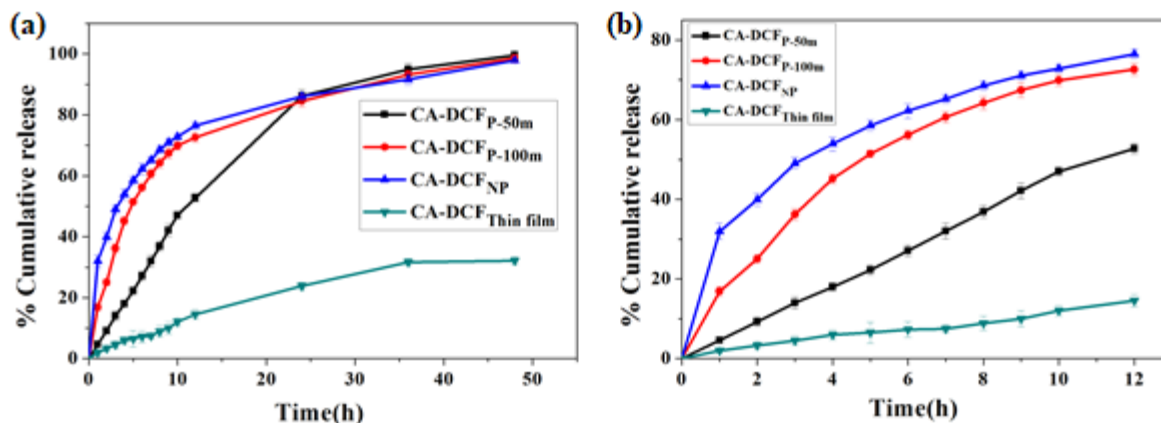 (a)
% Cumulative release
100
80
60
40
20
0
0 10 20 30 40 50
Time(h)
CA-DCFP-50m
CA-DCFP-100m
CA-DCFNP
CA-DCFThin film
(b)
% Cumulative release
80
60
40
20
0
0 2 4 6 8 10 12
Time(h)
CA-DCFP-50m
CA-DCFP-100m
CA-DCFNP
CA-DCFThin film